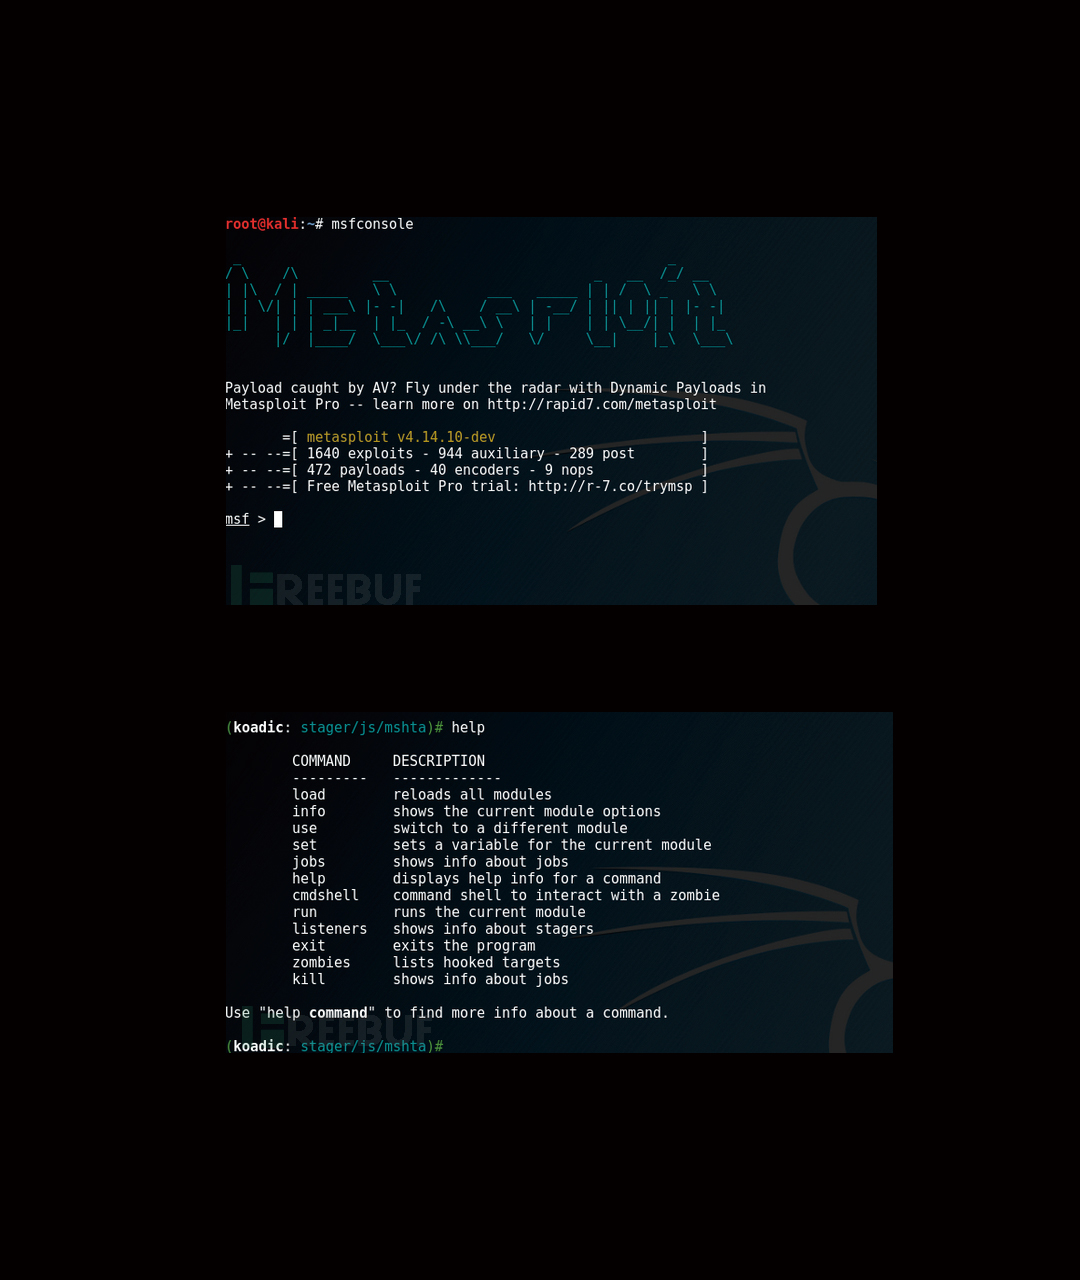 root@kali:~# msfconsole
Payload caught by AV? Fly under the radar with Dynamic Payloads in
Metasploit Pro -- learn more on http://rapid7.com/metasploit
=[ metasploit v4.14.10-dev ]
+ -- --=[ 1640 exploits - 944 auxiliary - 289 post ]
+ -- --=[ 472 payloads - 40 encoders - 9 nops ]
+ -- --=[ Free Metasploit Pro trial: http://r-7.co/trymsp ]
msf >
FREEBUF
(koadic: stager/js/mshta)# help
COMMAND DESCRIPTION
--------- -------------
load reloads all modules
info shows the current module options
use switch to a different module
set sets a variable for the current module
jobs shows info about jobs
help displays help info for a command
cmdshell command shell to interact with a zombie
run runs the current module
listeners shows info about stagers
exit exits the program
zombies lists hooked targets
kill shows info about jobs
Use "help command" to find more info about a command.
FREEBUF
(koadic: stager/js/mshta)#